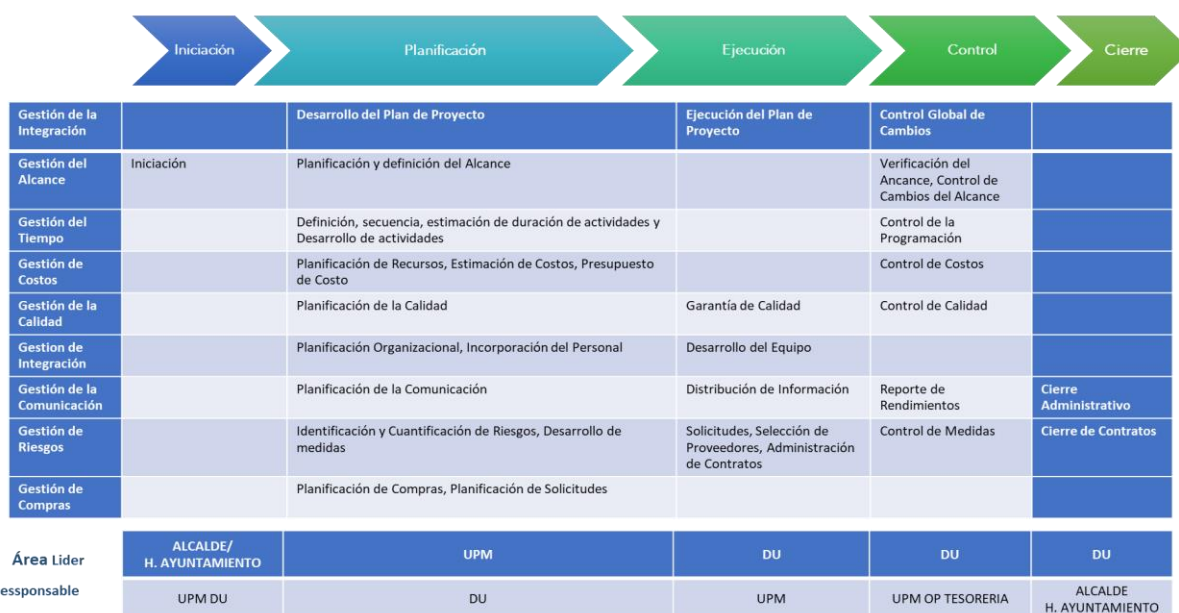 Iniciación
Planificación
Ejecución
Control
Cierre
Gestión de la
Integración
Desarrollo del Plan de Proyecto
Ejecución del Plan de
Proyecto
Control Global de
Cambios
Gestión del
Alcance
Iniciación
Planificación y definición del Alcance
Verificación del
Ancance, Control de
Cambios del Alcance
Gestión del
Tiempo
Definición, secuencia, estimación de duración de actividades y
Desarrollo de actividades
Control de la
Programación
Gestión de
Costos
Planificación de Recursos, Estimación de Costos, Presupuesto
de Costo
Control de Costos
Gestión de la
Calidad
Planificación de la Calidad
Garantía de Calidad
Control de Calidad
Gestion de
Integración
Planificación Organizacional, Incorporación del Personal
Desarrollo del Equipo
Gestión de la
Comunicación
Planificación de la Comunicación
Distribución de Información
Reporte de
Rendimientos
Cierre
Administrativo
Gestión de
Riesgos
Identificación y Cuantificación de Riesgos, Desarrollo de
medidas
Solicitudes, Selección de
Proveedores, Administración
de Contratos
Control de Medidas
Cierre de Contratos
Gestión de
Compras
Planificación de Compras, Planificación de Solicitudes
Área Lider
ALCALDE/
H. AYUNTAMIENTO
UPM
DU
DU
DU
essponsable
UPM DU
DU
UPM
UPM OP TESORERIA
ALCALDE
H. AYUNTAMIENTO